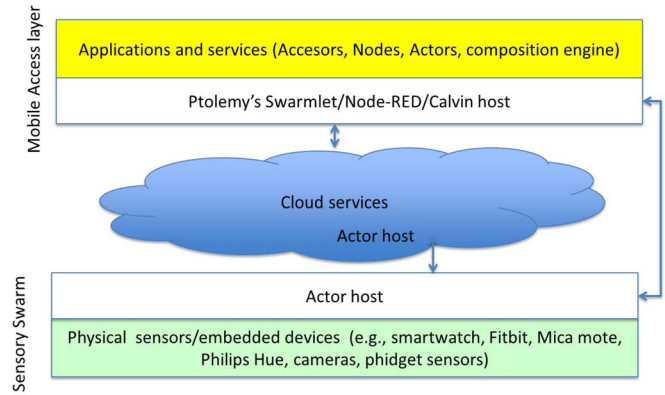 Mobile Access layer
Applications and services (Accesors, Nodes, Actors, composition engine)
Ptolemy's Swarmlet/Node-RED/Calvin host
Cloud services
Actor host
Sensory Swarm
Actor host
Physical sensors/embedded devices (e.g., smartwatch, Fitbit, Mica mote,
Philips Hue, cameras, phidget sensors)